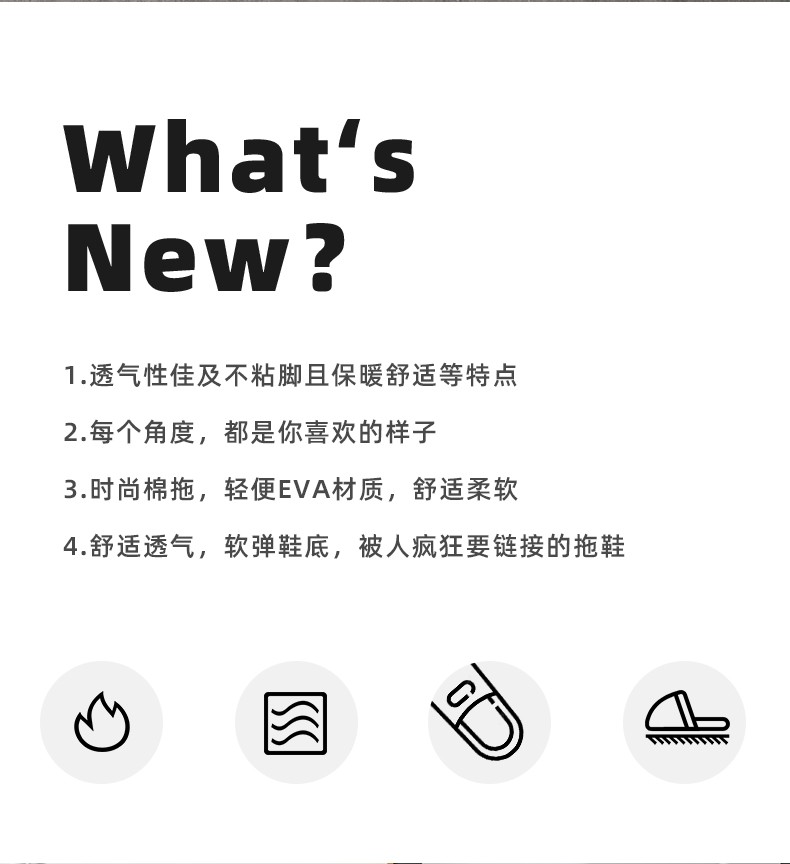 What‘s
New?
1.透气性佳及不粘脚且保暖舒适等特点
2.每个角度，都是你喜欢的样子
3.时尚棉拖，轻便EVA材质，舒适柔软
4.舒适透气，软弹鞋底，被人疯狂要链接的拖鞋